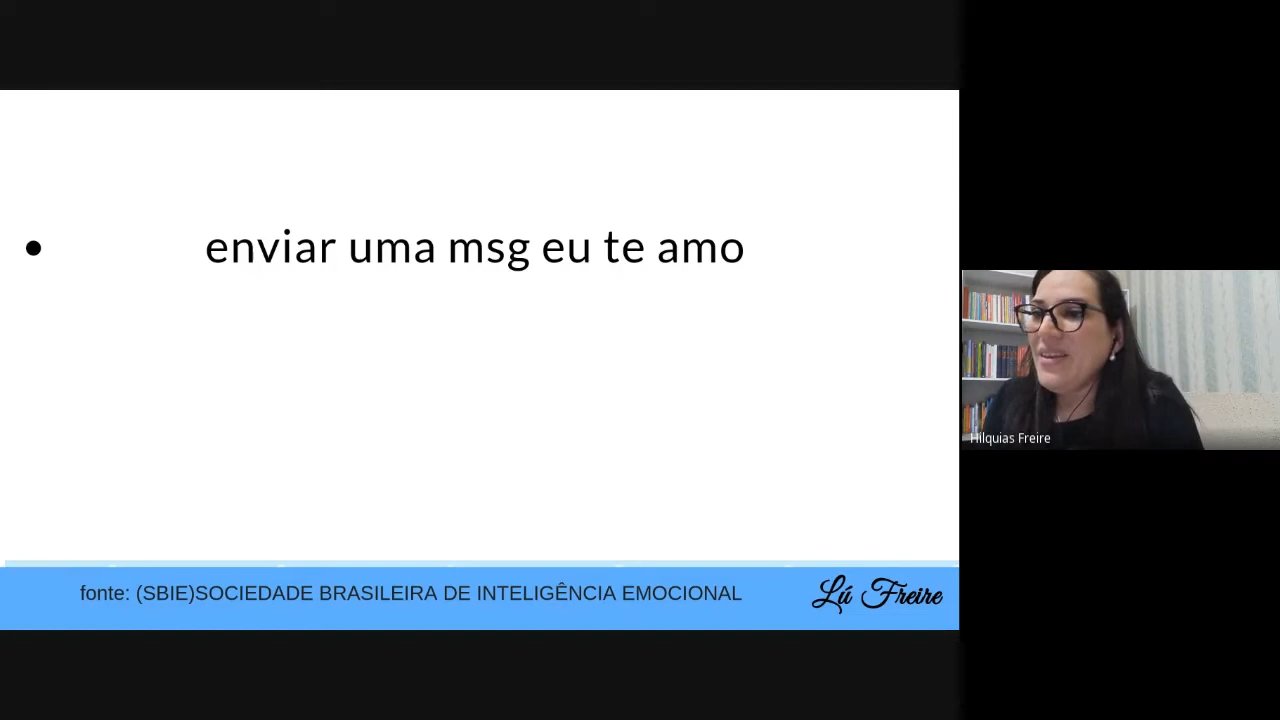 • enviar uma msg eu te amo
Hilquias Freire
fonte: (SBIE)SOCIEDADE BRASILEIRA DE INTELIGÊNCIA EMOCIONAL
Lú Freire